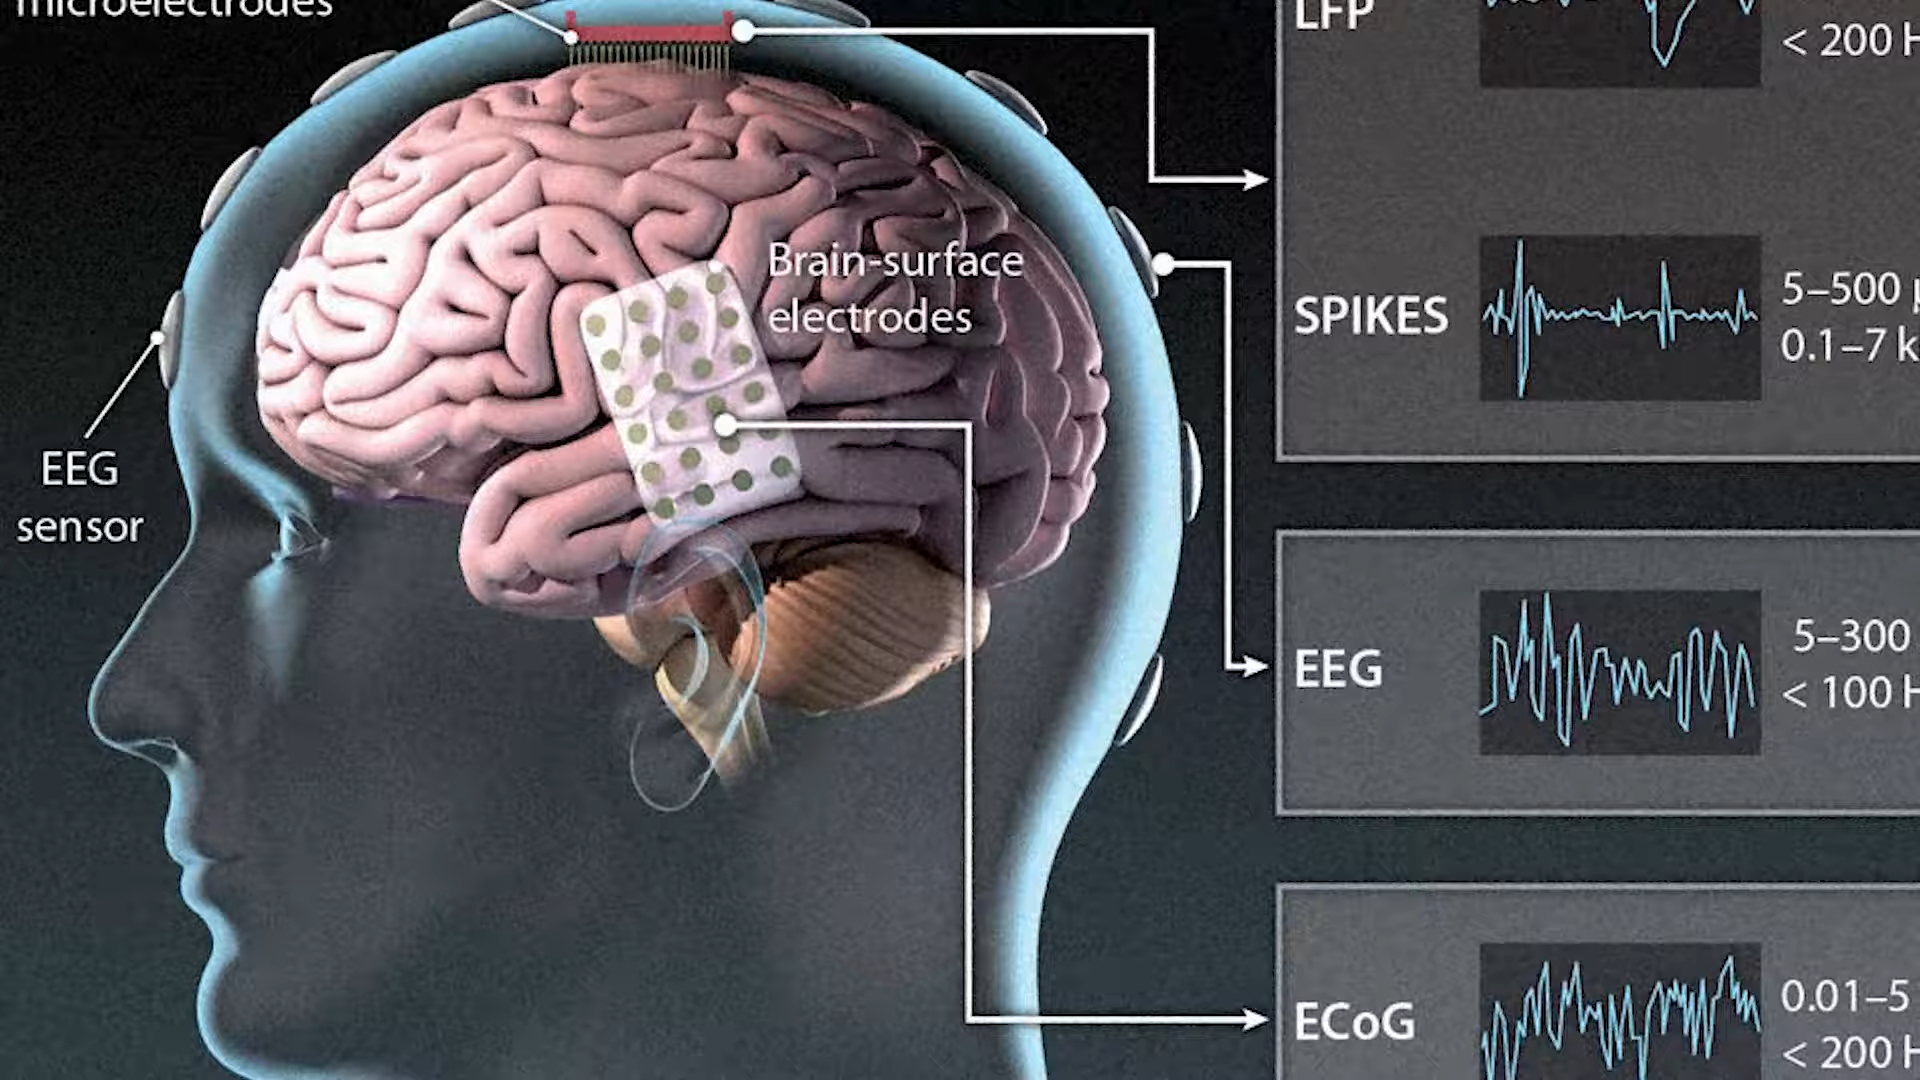 microelectrodes
LFP
< 200 H
Brain-surface
electrodes
SPIKES
5–500 µ
0.1–7 k
EEG
sensor
EEG
5–300
< 100 H
ECoG
0.01–5
< 200 H